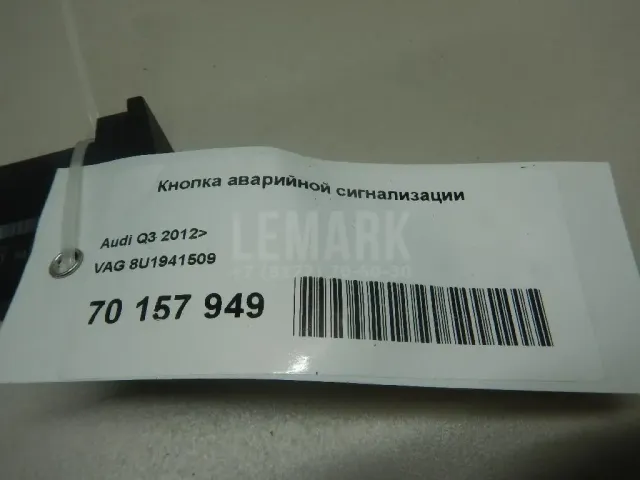 Кнопка аварийной сигнализации
LEMARK
Audi Q3 2012>
VAG 8U1941509
70 157 949